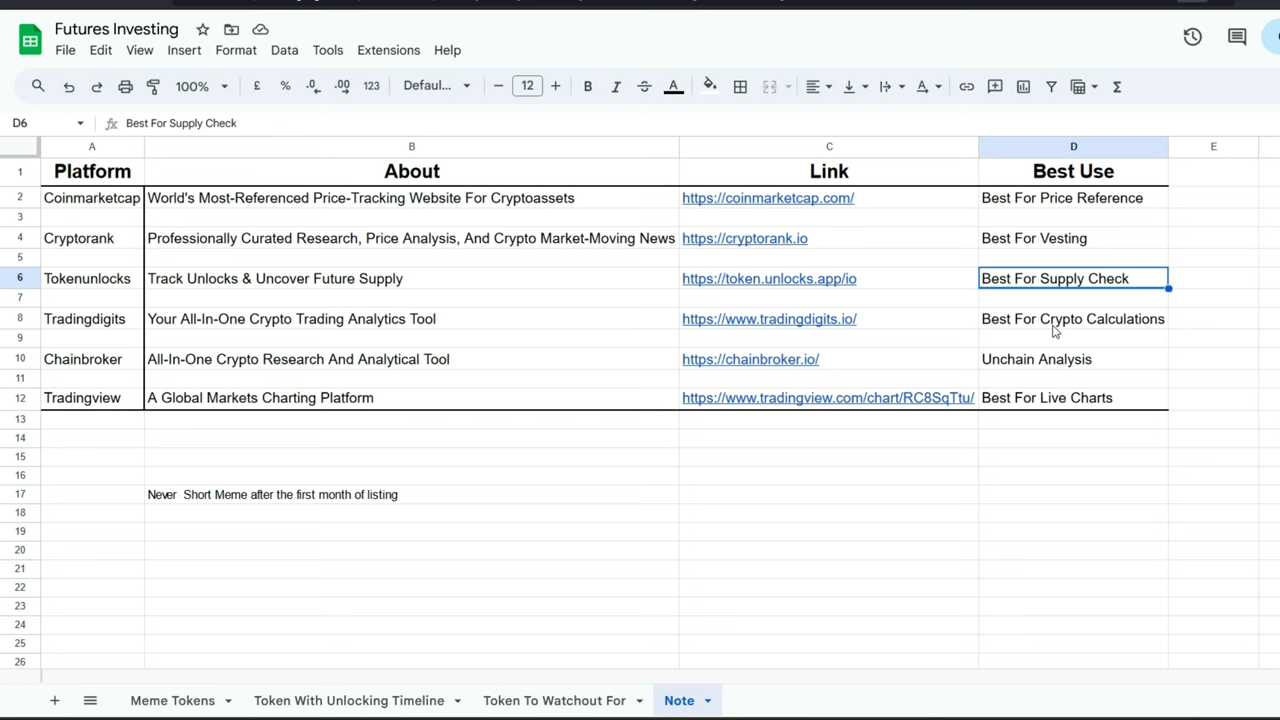 Futures Investing
File Edit View Insert Format Data Tools Extensions Help
100% £ % .0 .00 123 Defaul... 12 B I A Σ
D6 fx Best For Supply Check
A B C D E
1 Platform About Link Best Use
2 Coinmarketcap World's Most-Referenced Price-Tracking Website For Cryptoassets https://coinmarketcap.com/ Best For Price Reference
3
4 Cryptorank Professionally Curated Research, Price Analysis, And Crypto Market-Moving News https://cryptorank.io Best For Vesting
5
6 Tokenunlocks Track Unlocks & Uncover Future Supply https://token.unlocks.app/io Best For Supply Check
7
8 Tradingdigits Your All-In-One Crypto Trading Analytics Tool https://www.tradingdigits.io/ Best For Crypto Calculations
9
10 Chainbroker All-In-One Crypto Research And Analytical Tool https://chainbroker.io/ Unchain Analysis
11
12 Tradingview A Global Markets Charting Platform https://www.tradingview.com/chart/RC8SqTtu/ Best For Live Charts
13
14
15
16
17 Never Short Meme after the first month of listing
18
19
20
21
22
23
24
25
26
+ Meme Tokens Token With Unlocking Timeline Token To Watchout For Note